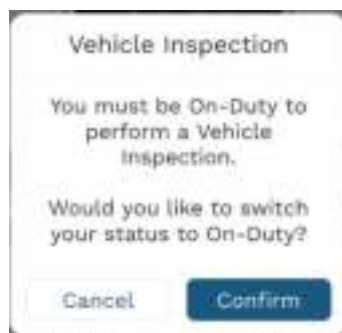 Vehicle Inspection
You must be On-Duty to
perform a Vehicle
Inspection.
Would you like to switch
your status to On-Duty?
Cancel
Confirm